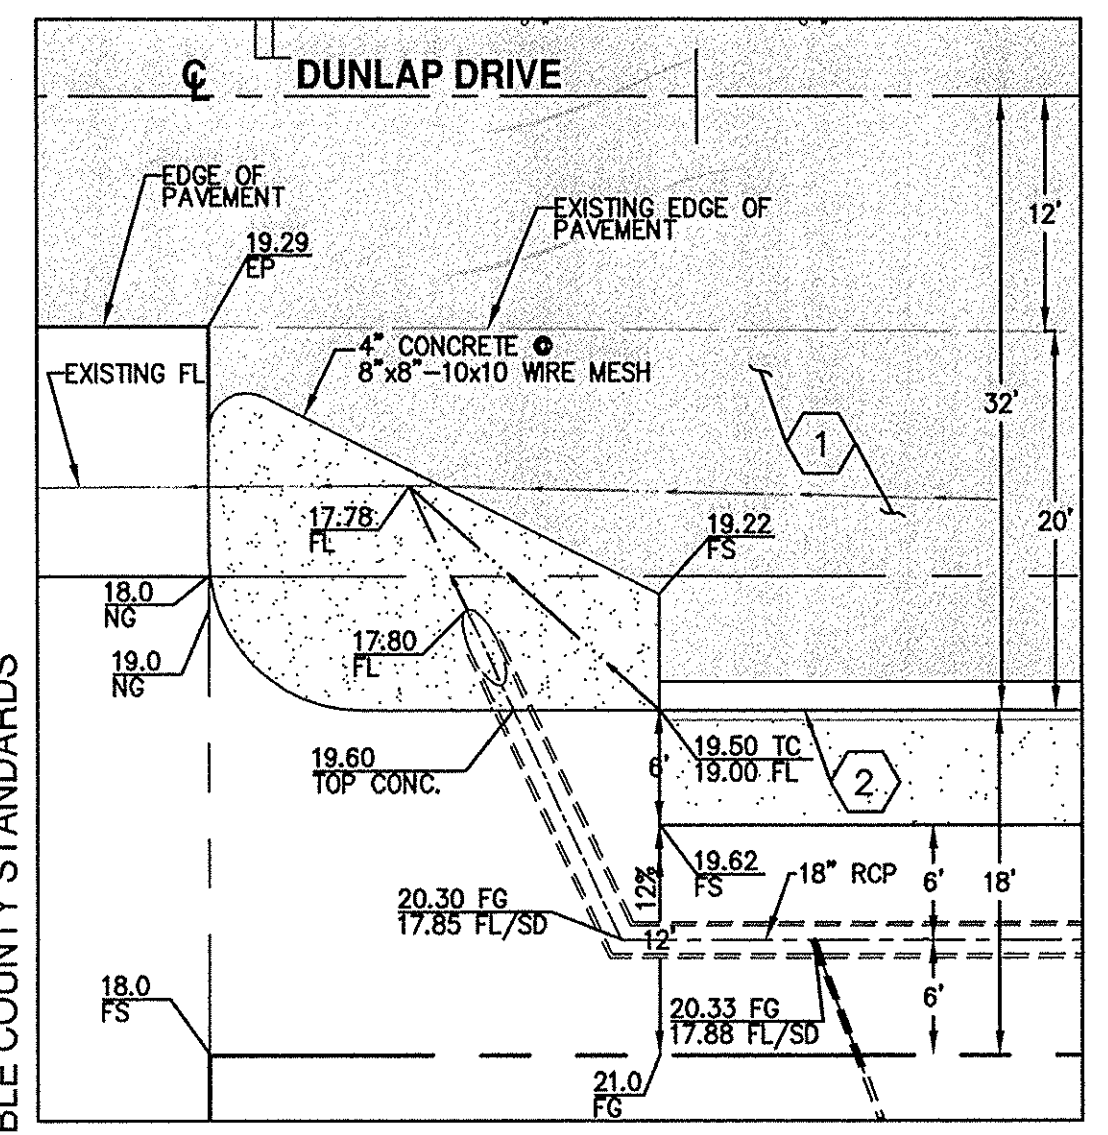 ℄ DUNLAP DRIVE
EDGE OF
PAVEMENT
EXISTING EDGE OF
PAVEMENT
12'
19.29
EP
4" CONCRETE
8"x8"-10x10 WIRE MESH
EXISTING FL
32'
1
17.78
FL
19.22
FS
20'
18.0
NG
17.80
FL
19.0
NG
19.60
TOP CONC.
6'
19.50 TC
19.00 FL
2
19.62
FS
12%
18" RCP
6'
18'
20.30 FG
17.85 FL/SD
12'
18.0
FS
20.33 FG
17.88 FL/SD
6'
21.0
FG
BLE COUNTY STANDARDS